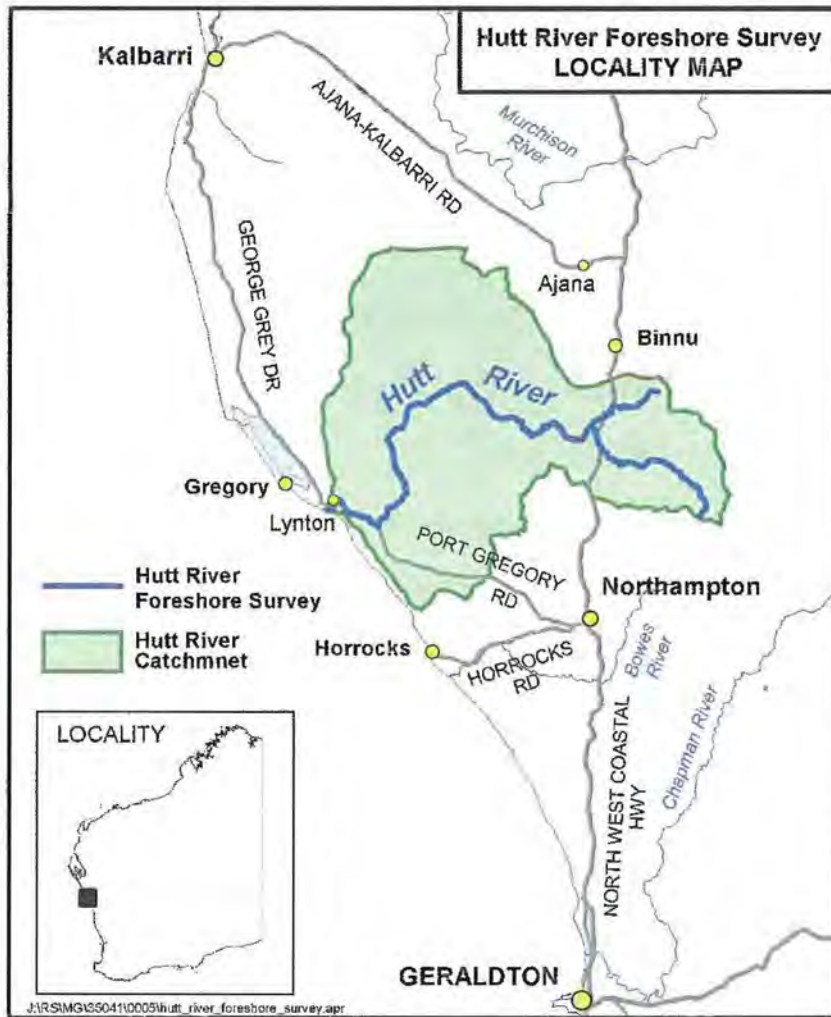 Hutt River Foreshore Survey
LOCALITY MAP
Kalbarri
Murchison
River
AJANA-KALBARRI RD
GEORGE GREY DR
Ajana
Binnu
Hutt River
Gregory
Lynton
PORT GREGORY
RD
Hutt River
Foreshore Survey
Northampton
Hutt River
Catchmnet
Horrocks
HORROCKS
RD
Bowes
River
Chapman River
LOCALITY
NORTH WEST COASTAL
HWY
GERALDTON
J:\RS\MG\35041\0005\hutt_river_foreshore_survey.apr